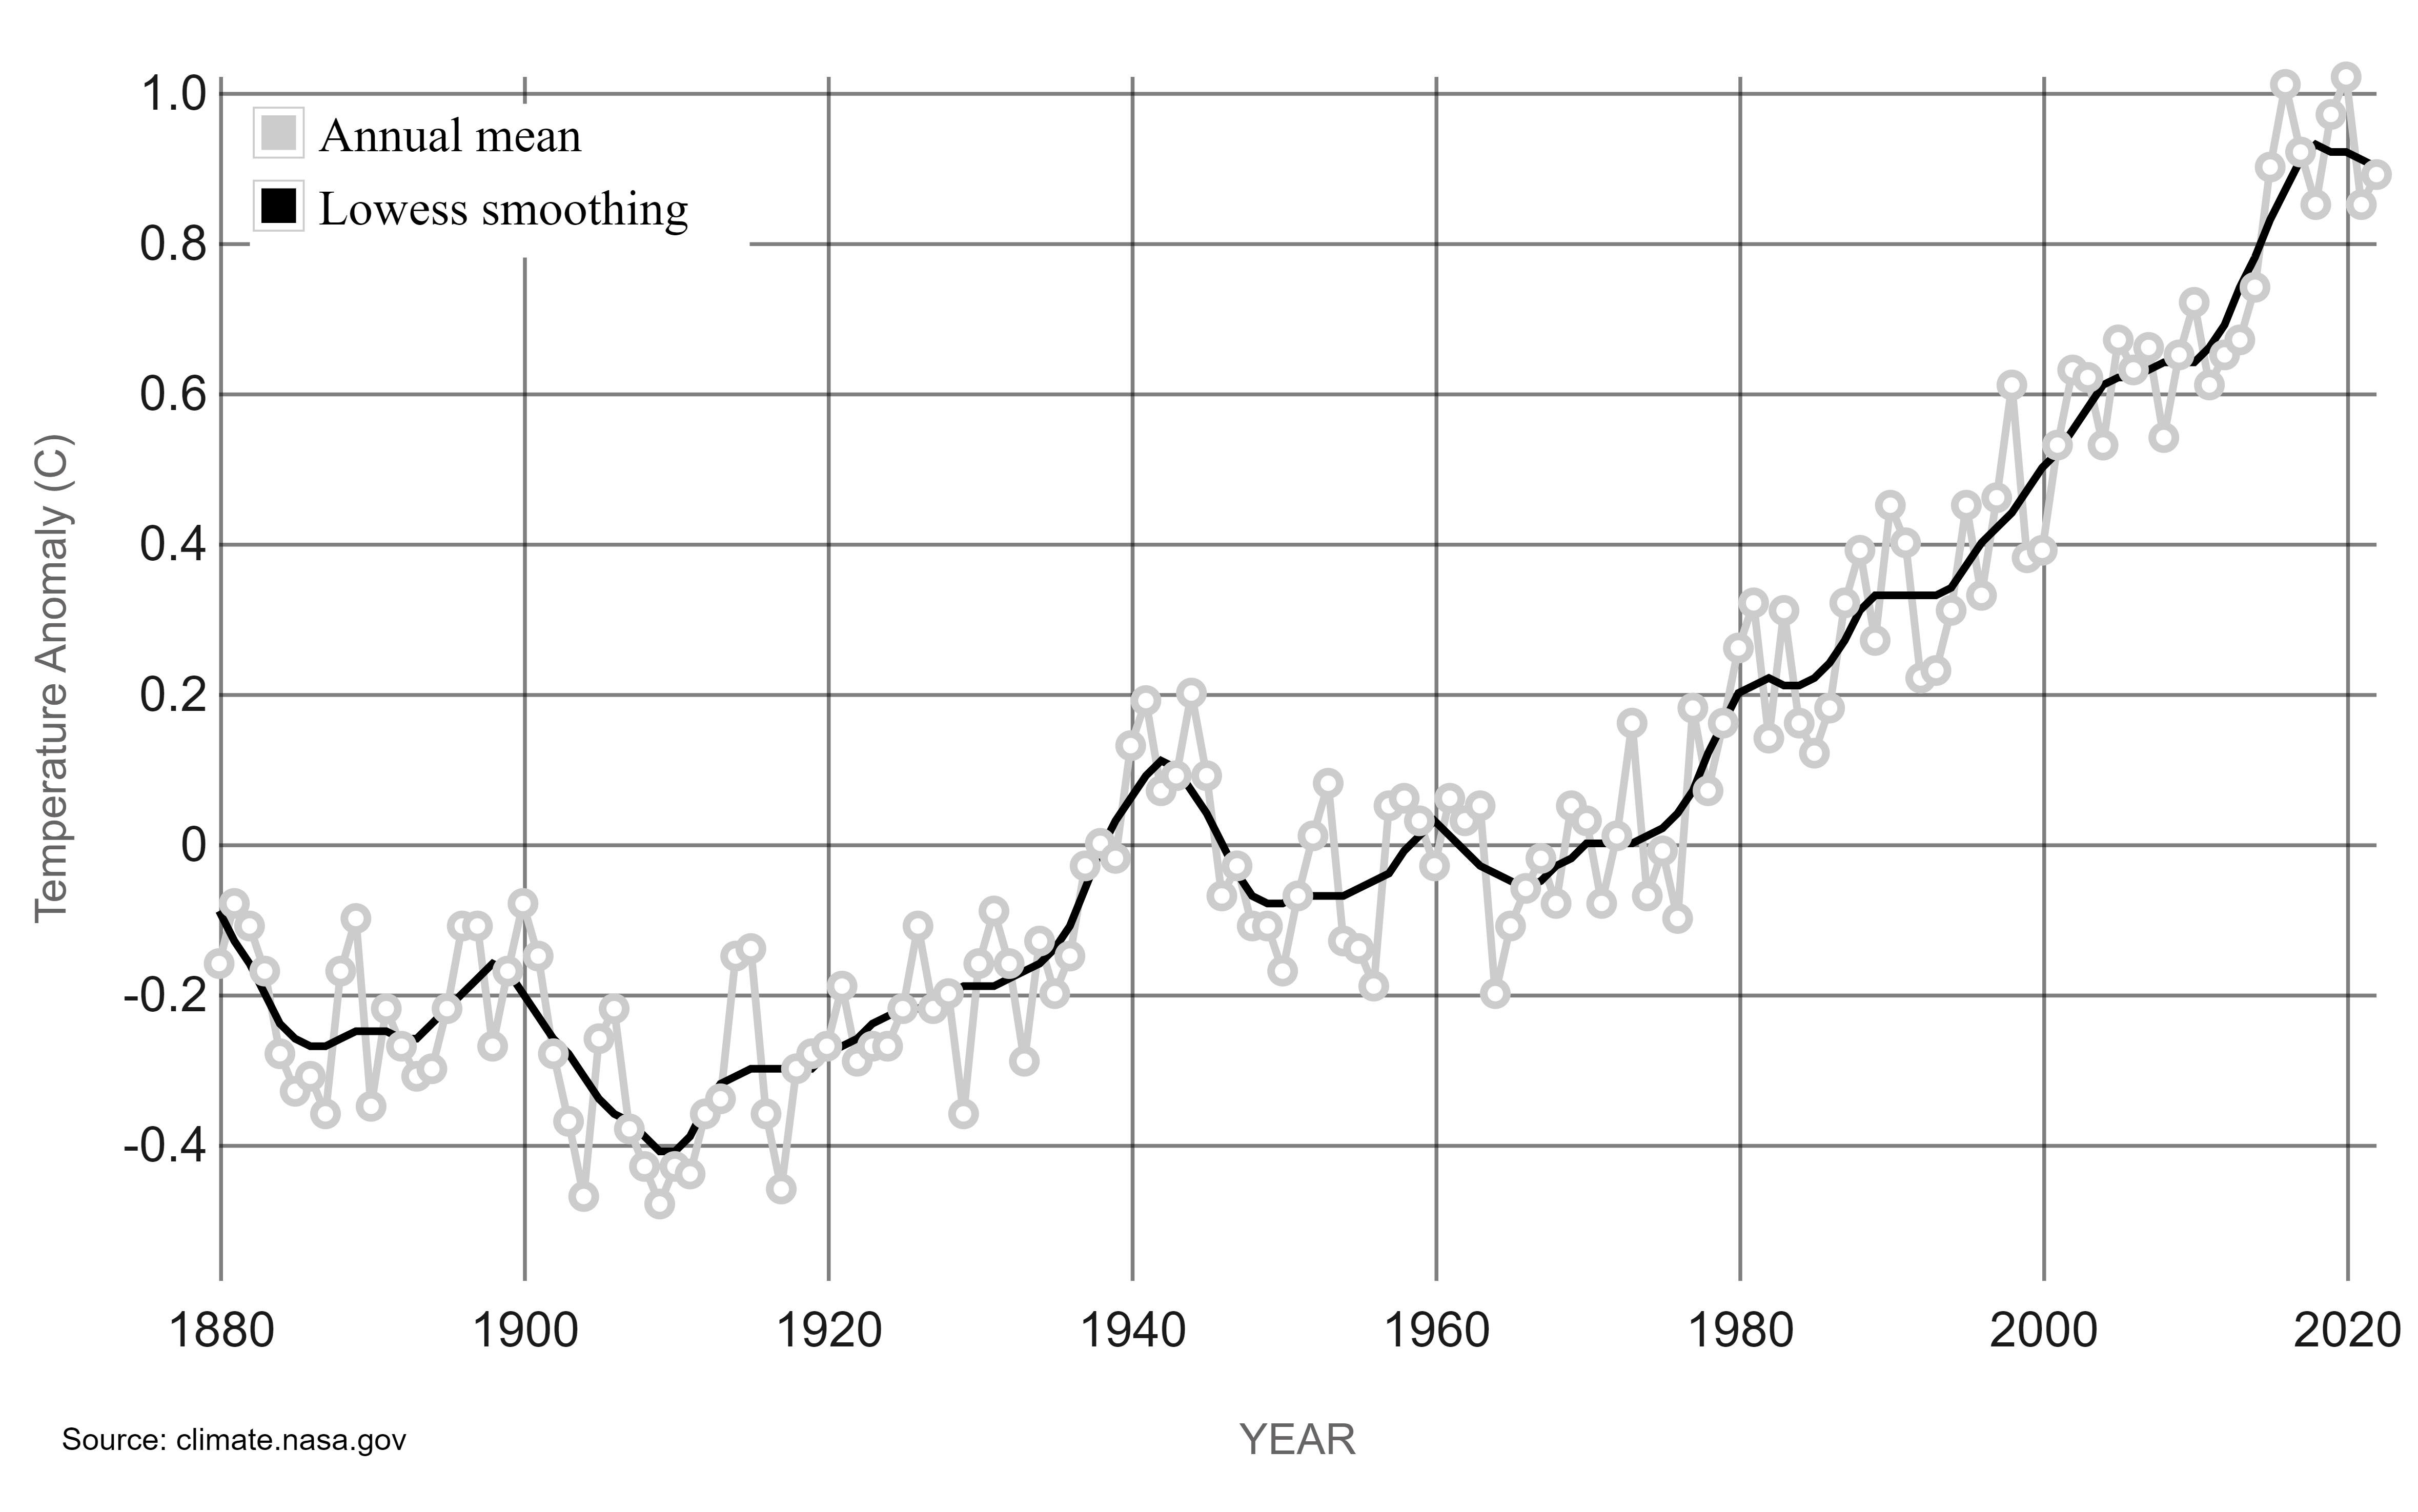 1.0
Annual mean
Lowess smoothing
0.8
0.6
0.4
0.2
0
-0.2
-0.4
Temperature Anomaly (C)
1880 1900 1920 1940 1960 1980 2000 2020
YEAR
Source: climate.nasa.gov